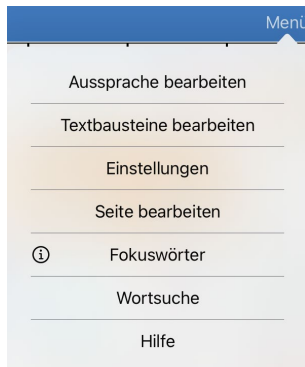 Menü
Aussprache bearbeiten
Textbausteine bearbeiten
Einstellungen
Seite bearbeiten
Fokuswörter
Wortsuche
Hilfe